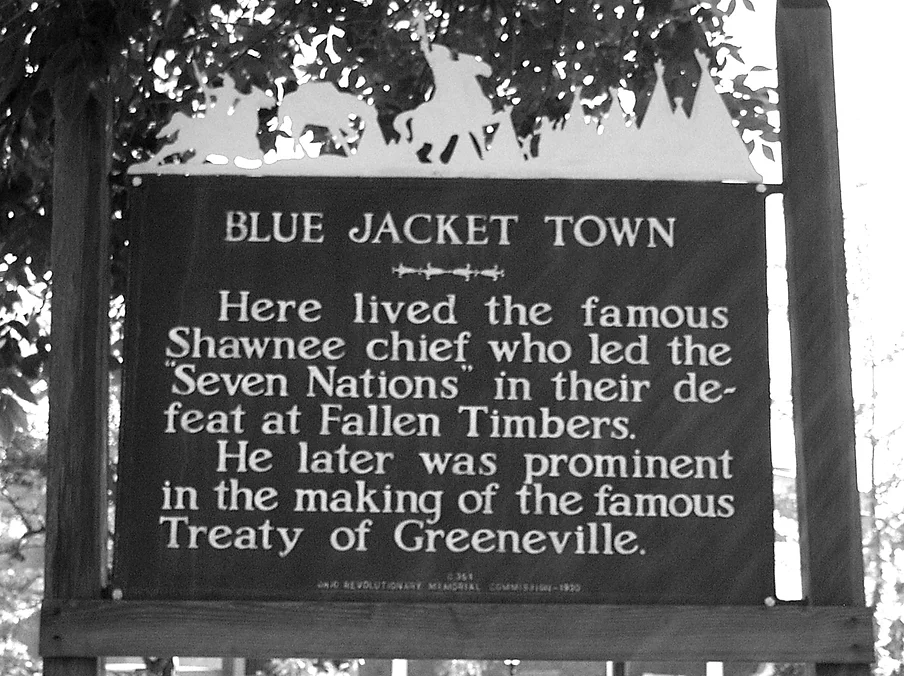 BLUE JACKET TOWN
Here lived the famous
Shawnee chief who led the
"Seven Nations" in their de-
feat at Fallen Timbers.
He later was prominent
in the making of the famous
Treaty of Greeneville.
OHIO REVOLUTIONARY MEMORIAL COMMISSION-1930